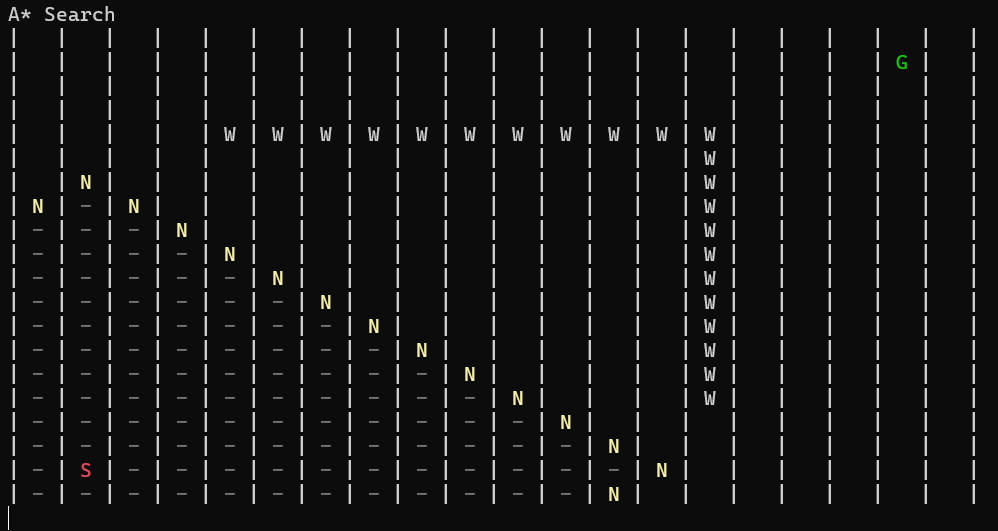 A* Search
|   |   |   |   |   |   |   |   |   |   |   |   |   |   |   |   |   |   |   |   |
|   |   |   |   |   |   |   |   |   |   |   |   |   |   |   |   |   |   | G |   |
|   |   |   |   |   |   |   |   |   |   |   |   |   |   |   |   |   |   |   |   |
|   |   |   |   |   |   |   |   |   |   |   |   |   |   |   |   |   |   |   |   |
|   |   |   |   | W | W | W | W | W | W | W | W | W | W | W |   |   |   |   |   |
|   |   |   |   |   |   |   |   |   |   |   |   |   |   | W |   |   |   |   |   |
|   | N |   |   |   |   |   |   |   |   |   |   |   |   | W |   |   |   |   |   |
| N | - | N |   |   |   |   |   |   |   |   |   |   |   | W |   |   |   |   |   |
| - | - | - | N |   |   |   |   |   |   |   |   |   |   | W |   |   |   |   |   |
| - | - | - | - | N |   |   |   |   |   |   |   |   |   | W |   |   |   |   |   |
| - | - | - | - | - | N |   |   |   |   |   |   |   |   | W |   |   |   |   |   |
| - | - | - | - | - | - | N |   |   |   |   |   |   |   | W |   |   |   |   |   |
| - | - | - | - | - | - | - | N |   |   |   |   |   |   | W |   |   |   |   |   |
| - | - | - | - | - | - | - | - | N |   |   |   |   |   | W |   |   |   |   |   |
| - | - | - | - | - | - | - | - | - | N |   |   |   |   | W |   |   |   |   |   |
| - | - | - | - | - | - | - | - | - | - | N |   |   |   | W |   |   |   |   |   |
| - | - | - | - | - | - | - | - | - | - | - | N |   |   |   |   |   |   |   |   |
| - | - | - | - | - | - | - | - | - | - | - | - | N |   |   |   |   |   |   |   |
| - | S | - | - | - | - | - | - | - | - | - | - | - | N |   |   |   |   |   |   |
| - | - | - | - | - | - | - | - | - | - | - | - | N |   |   |   |   |   |   |   |